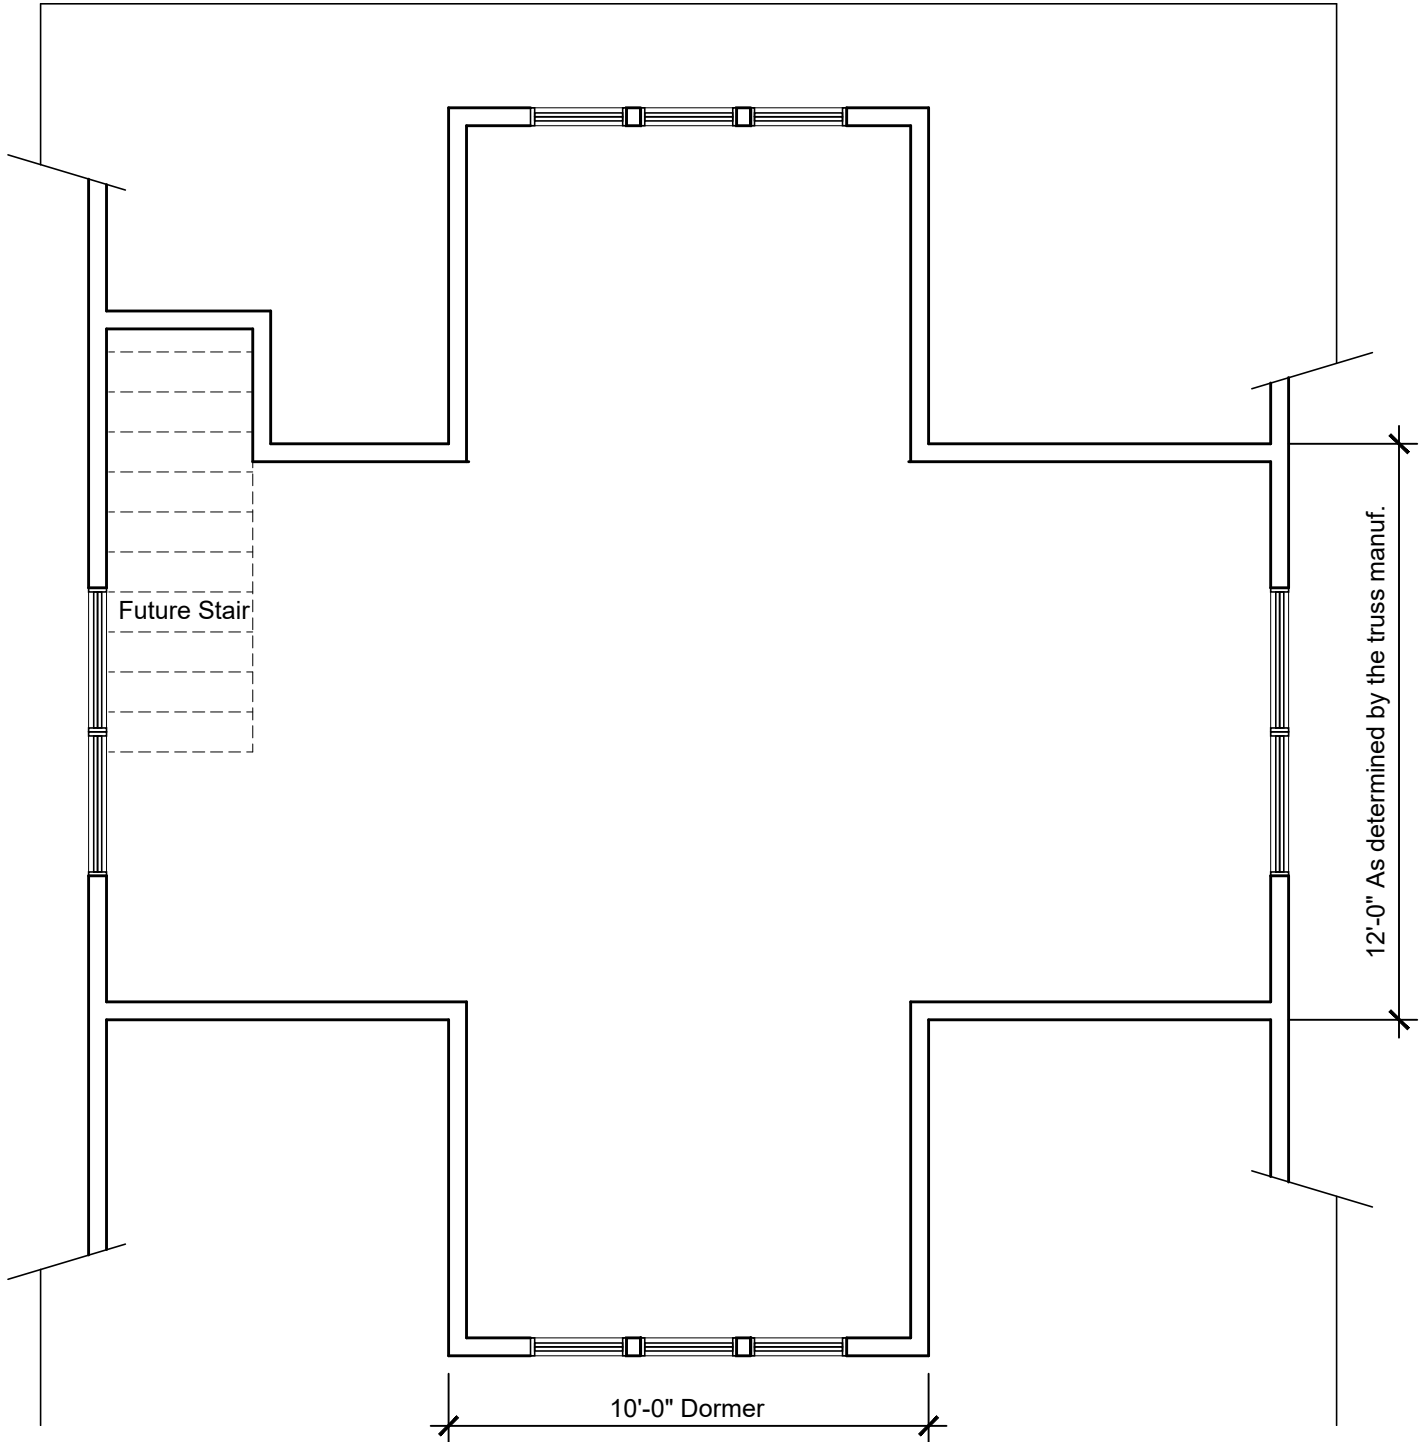 Future Stair
12'-0" As determined by the truss manuf.
10'-0" Dormer